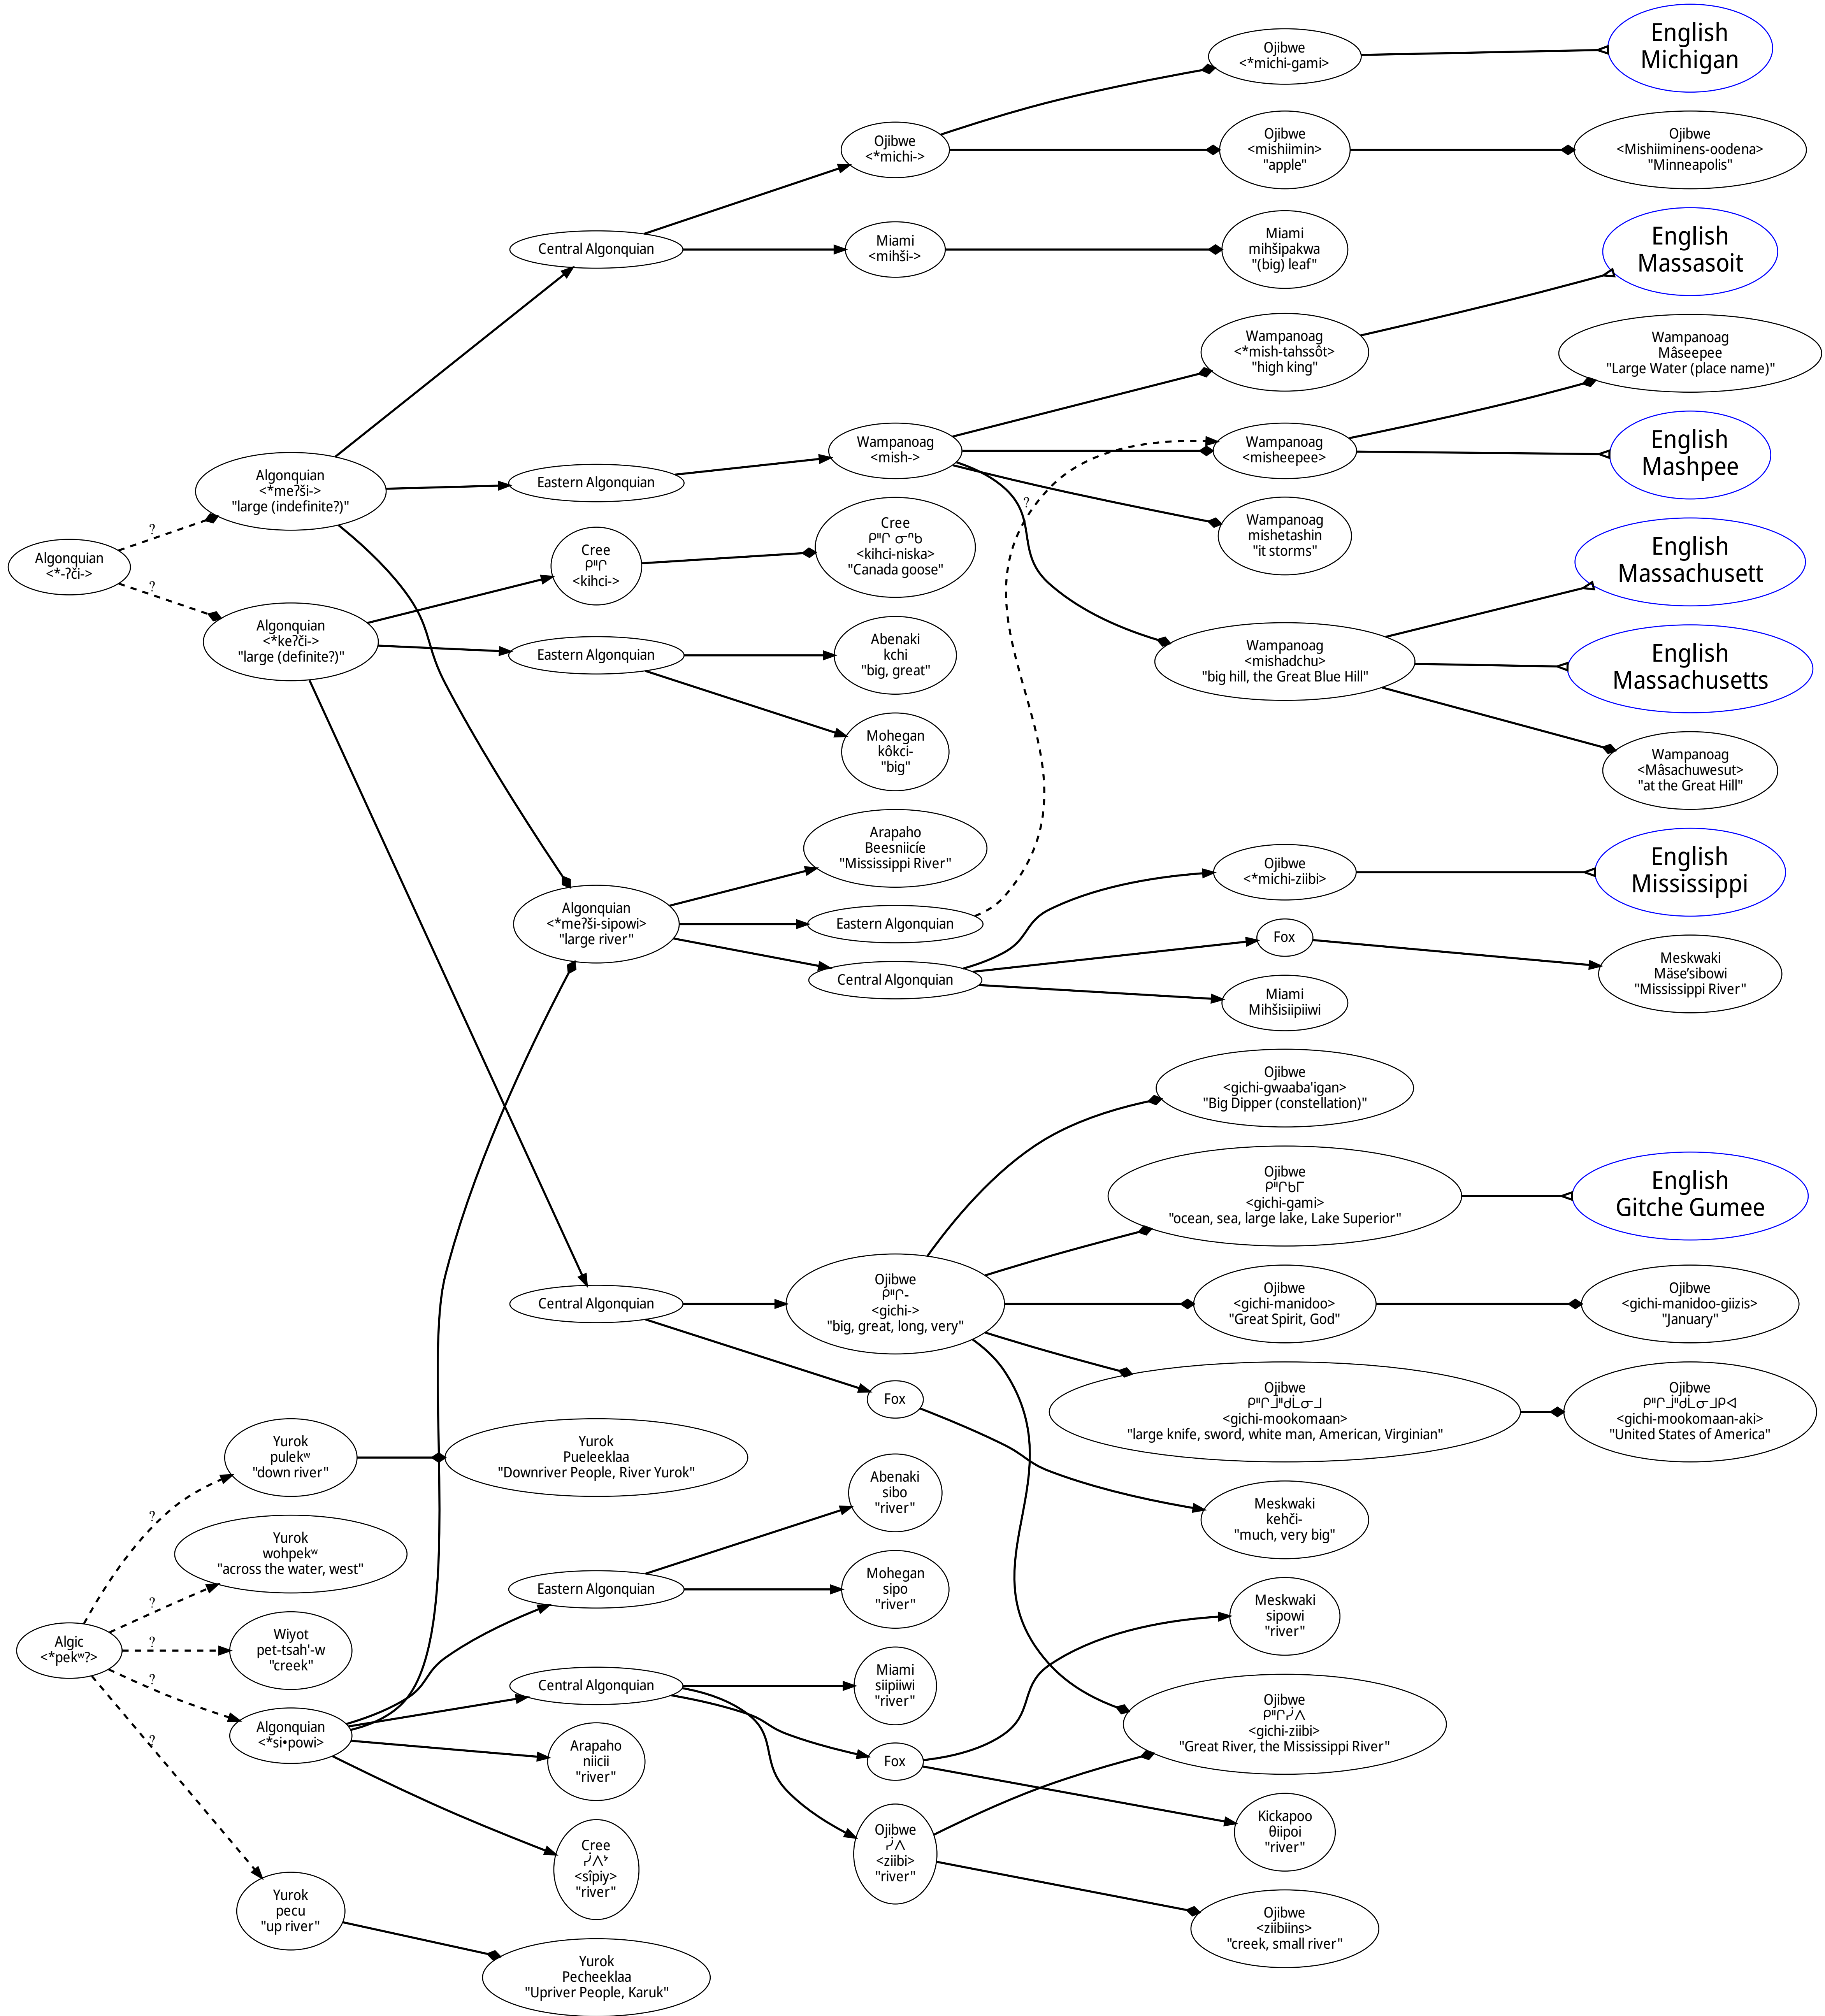 Ojibwe
<*michi-gami>
English
Michigan
Ojibwe
<*michi->
Ojibwe
<mishiimin>
"apple"
Ojibwe
<Mishiiminens-oodena>
"Minneapolis"
Central Algonquian
Miami
<mihši->
Miami
mihšipakwa
"(big) leaf"
English
Massasoit
Wampanoag
<*mish-tahssôt>
"high king"
Wampanoag
Mâseepee
"Large Water (place name)"
Algonquian
<*meʔši->
"large (indefinite?)"
Eastern Algonquian
Wampanoag
<mish->
Wampanoag
<misheepee>
English
Mashpee
?
Wampanoag
mishetashin
"it storms"
Algonquian
<*-ʔči->
?
?
Cree
ᑭᐦᒋ
<kihci->
Cree
ᑭᐦᒋ ᓂᐢᑲ
<kihci-niska>
"Canada goose"
English
Massachusett
Algonquian
<*keʔči->
"large (definite?)"
Eastern Algonquian
Abenaki
kchi
"big, great"
Wampanoag
<mishadchu>
"big hill, the Great Blue Hill"
English
Massachusetts
Mohegan
kôkci-
"big"
Wampanoag
<Mâsachuwesut>
"at the Great Hill"
Arapaho
Beesniicíe
"Mississippi River"
Ojibwe
<*michi-ziibi>
English
Mississippi
Algonquian
<*meʔši-sipowi>
"large river"
Eastern Algonquian
Fox
Central Algonquian
Meskwaki
Mäse'sibowi
"Mississippi River"
Miami
Mihšisiipiiwi
Ojibwe
<gichi-gwaaba'igan>
"Big Dipper (constellation)"
Ojibwe
ᑭᐦᒋᑲᒥ
<gichi-gami>
"ocean, sea, large lake, Lake Superior"
English
Gitche Gumee
Central Algonquian
Ojibwe
ᑭᐦᒋ-
<gichi->
"big, great, long, very"
Ojibwe
<gichi-manidoo>
"Great Spirit, God"
Ojibwe
<gichi-manidoo-giizis>
"January"
Fox
Ojibwe
ᑭᐦᒋᒨᐦᑯᒫᓂᒧ
<gichi-mookomaan>
"large knife, sword, white man, American, Virginian"
Ojibwe
ᑭᐦᒋᒨᐦᑯᒫᓂᒧᑭᐊ
<gichi-mookomaan-aki>
"United States of America"
Yurok
pulekʷ
"down river"
Yurok
Pueleeklaa
"Downriver People, River Yurok"
Abenaki
sibo
"river"
Meskwaki
kehči-
"much, very big"
?
Yurok
wohpekʷ
"across the water, west"
Eastern Algonquian
Mohegan
sipo
"river"
Meskwaki
sipowi
"river"
Algic
<*pekʷ?>
?
?
?
?
Wiyot
pet-tsah'-w
"creek"
Central Algonquian
Miami
siipiiwi
"river"
Ojibwe
ᑭᐦᒋᓰᐱ
<gichi-ziibi>
"Great River, the Mississippi River"
Algonquian
<*si•powi>
Arapaho
niicii
"river"
Fox
Kickapoo
θiipoi
"river"
Cree
ᓰᐱᕀ
<sîpiy>
"river"
Ojibwe
ᓰᐱ
<ziibi>
"river"
Yurok
pecu
"up river"
Ojibwe
<ziibiins>
"creek, small river"
Yurok
Pecheeklaa
"Upriver People, Karuk"